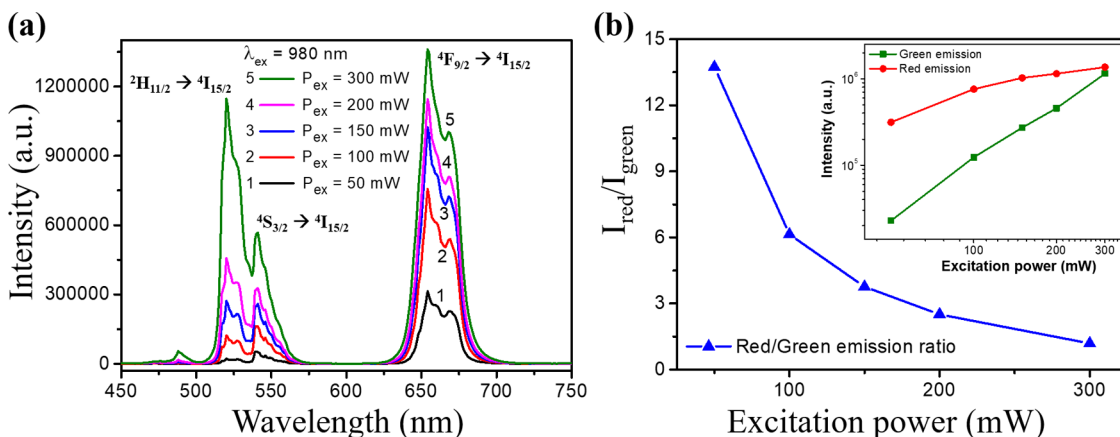 (a)
λex = 980 nm
5 Pex = 300 mW
4 Pex = 200 mW
3 Pex = 150 mW
2 Pex = 100 mW
1 Pex = 50 mW
²H11/2 → ⁴I15/2
⁴S3/2 → ⁴I15/2
⁴F9/2 → ⁴I15/2
5
4
3
2
1
Intensity (a.u.)
1200000
900000
600000
300000
0
450 500 550 600 650 700 750
Wavelength (nm)
(b)
Ired/Igreen
15
12
9
6
3
0
100 200 300
Excitation power (mW)
Red/Green emission ratio
Green emission
Red emission
Intensity (a.u.)
10⁶
10⁵
100 200 300
Excitation power (mW)